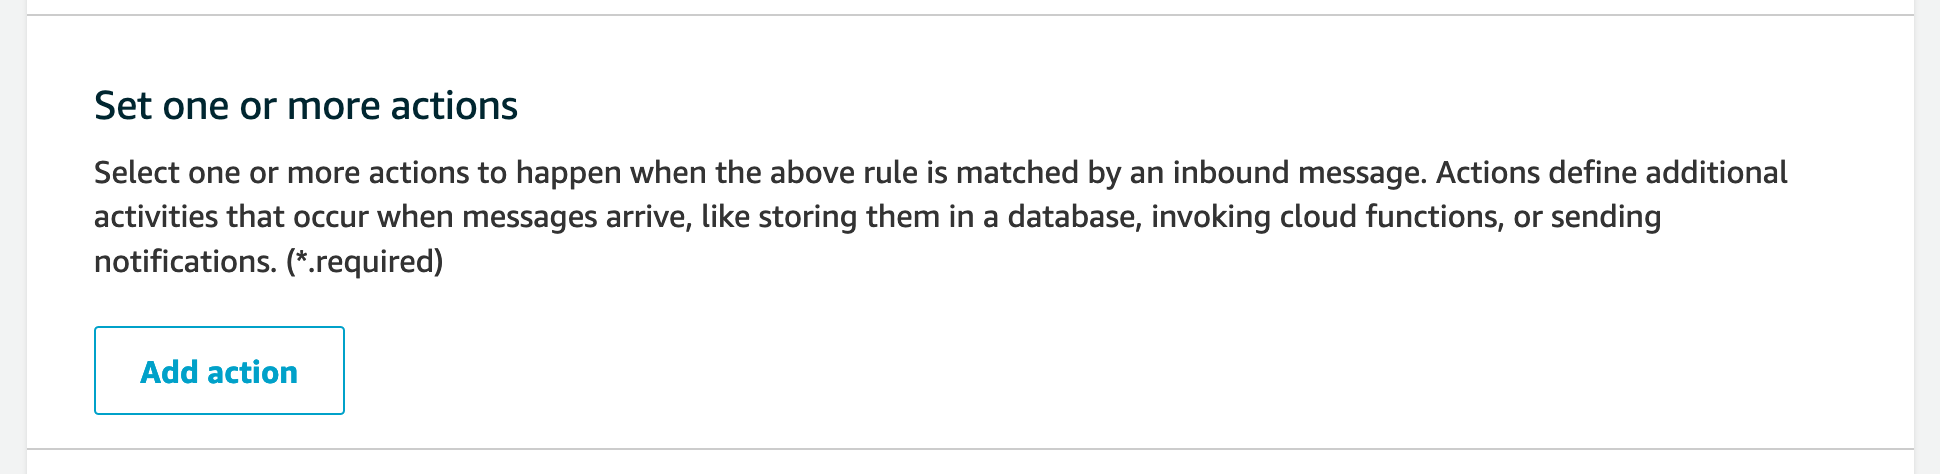 Set one or more actions
Select one or more actions to happen when the above rule is matched by an inbound message. Actions define additional
activities that occur when messages arrive, like storing them in a database, invoking cloud functions, or sending
notifications. (*.required)
Add action